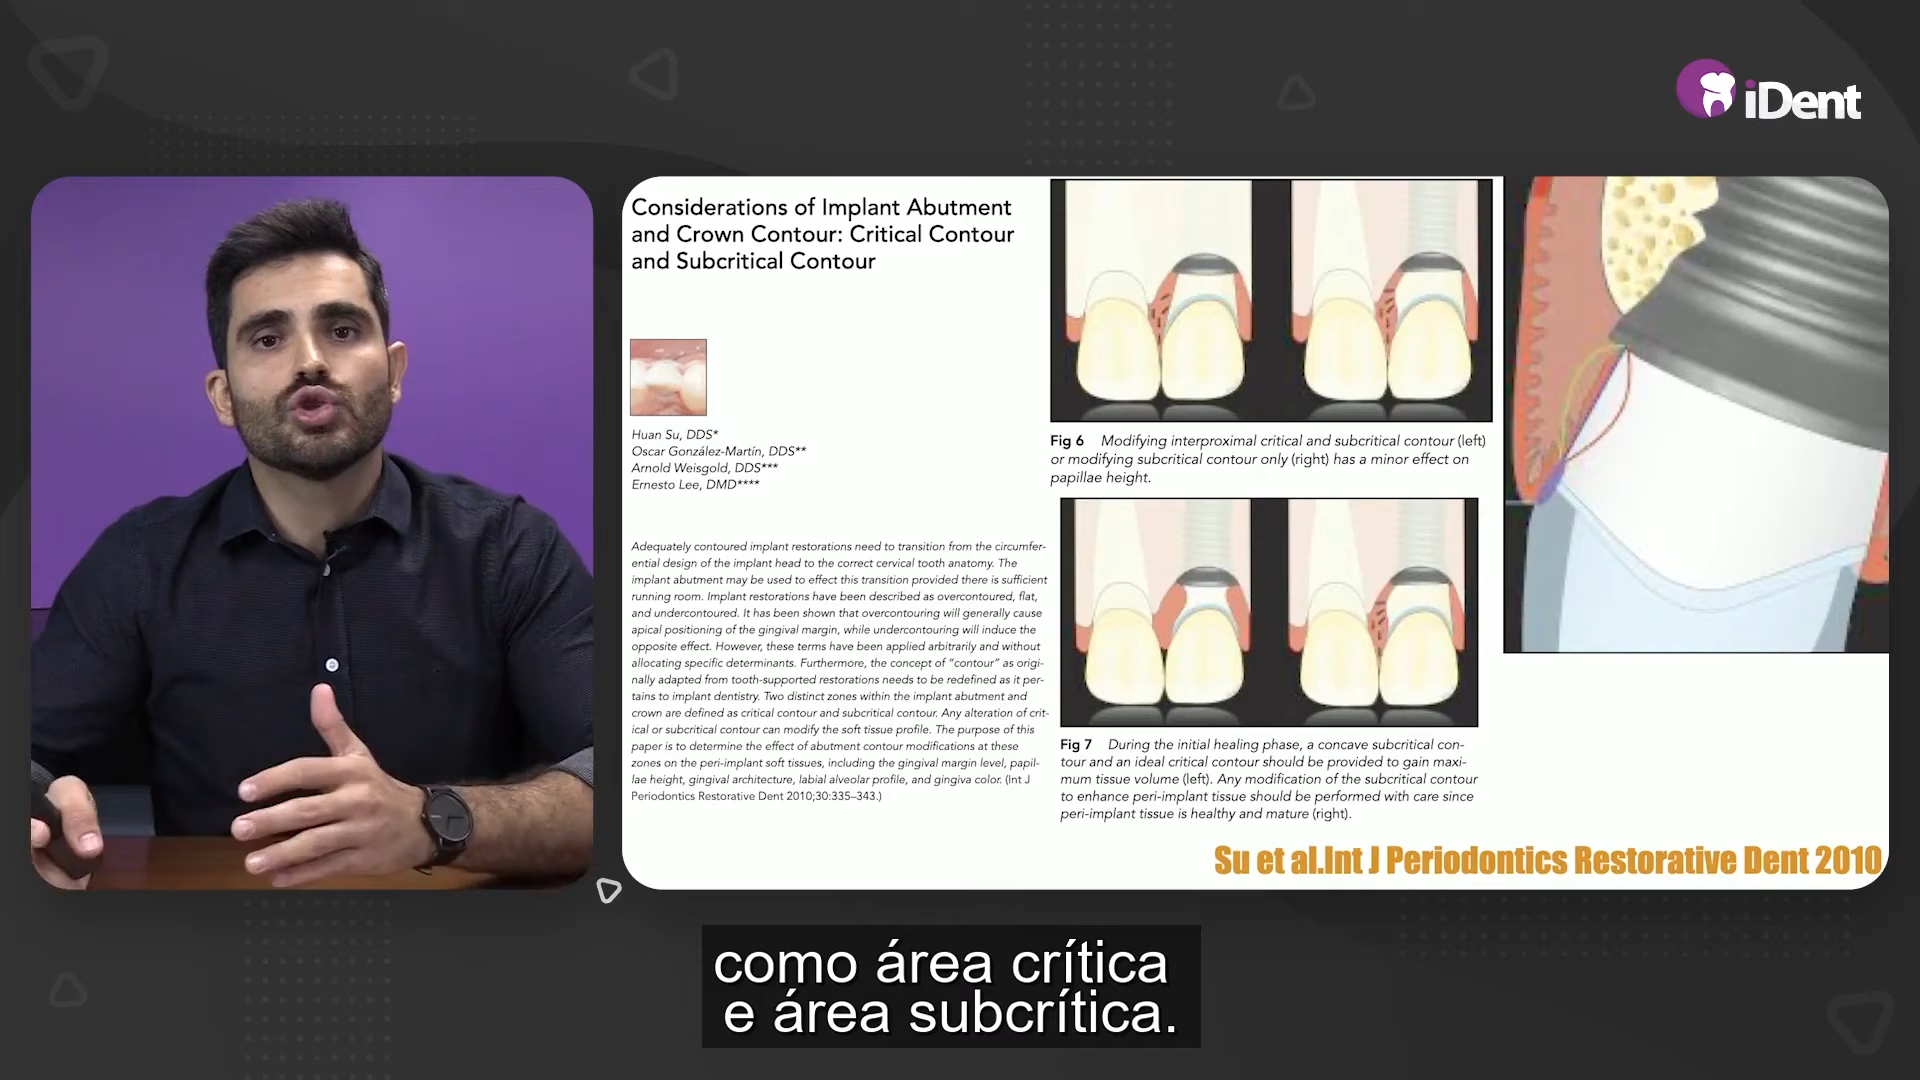 iDent
Considerations of Implant Abutment
and Crown Contour: Critical Contour
and Subcritical Contour
Huan Su, DDS*
Oscar González-Martín, DDS**
Arnold Weisgold, DDS***
Ernesto Lee, DMD****
Adequately contoured implant restorations need to transition from the circumfer-
ential design of the implant head to the correct cervical tooth anatomy. The
implant abutment may be used to effect this transition provided there is sufficient
running room. Implant restorations have been described as overcontoured, flat,
and undercontoured. It has been shown that overcontouring will generally cause
apical positioning of the gingival margin, while undercontouring will induce the
opposite effect. However, these terms have been applied arbitrarily and without
allocating specific determinants. Furthermore, the concept of “contour” as origi-
nally adapted from tooth-supported restorations needs to be redefined as it per-
tains to implant dentistry. Two distinct zones within the implant abutment and
crown are defined as critical contour and subcritical contour. Any alteration of crit-
ical or subcritical contour can modify the soft tissue profile. The purpose of this
paper is to determine the effect of abutment contour modifications at these
zones on the peri-implant soft tissues, including the gingival margin level, papil-
lae height, gingival architecture, labial alveolar profile, and gingiva color. (Int J
Periodontics Restorative Dent 2010;30:335–343.)
Fig 6 Modifying interproximal critical and subcritical contour (left)
or modifying subcritical contour only (right) has a minor effect on
papillae height.
Fig 7 During the initial healing phase, a concave subcritical con-
tour and an ideal critical contour should be provided to gain maxi-
mum tissue volume (left). Any modification of the subcritical contour
to enhance peri-implant tissue should be performed with care since
peri-implant tissue is healthy and mature (right).
Su et al.Int J Periodontics Restorative Dent 2010
como área crítica
e área subcrítica.